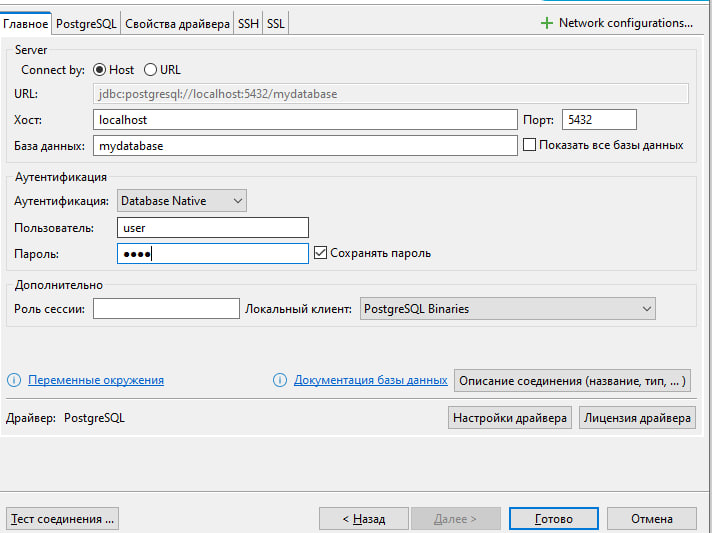 Главное PostgreSQL Свойства драйвера SSH SSL Network configurations...
Server
Connect by: Host URL
URL: jdbc:postgresql://localhost:5432/mydatabase
Хост: localhost Порт: 5432
База данных: mydatabase Показать все базы данных
Аутентификация
Аутентификация: Database Native
Пользователь: user
Пароль: ●●●● Сохранять пароль
Дополнительно
Роль сессии: Локальный клиент: PostgreSQL Binaries
Переменные окружения Документация базы данных Описание соединения (название, тип, ... )
Драйвер: PostgreSQL Настройки драйвера Лицензия драйвера
Тест соединения ... < Назад Далее > Готово Отмена